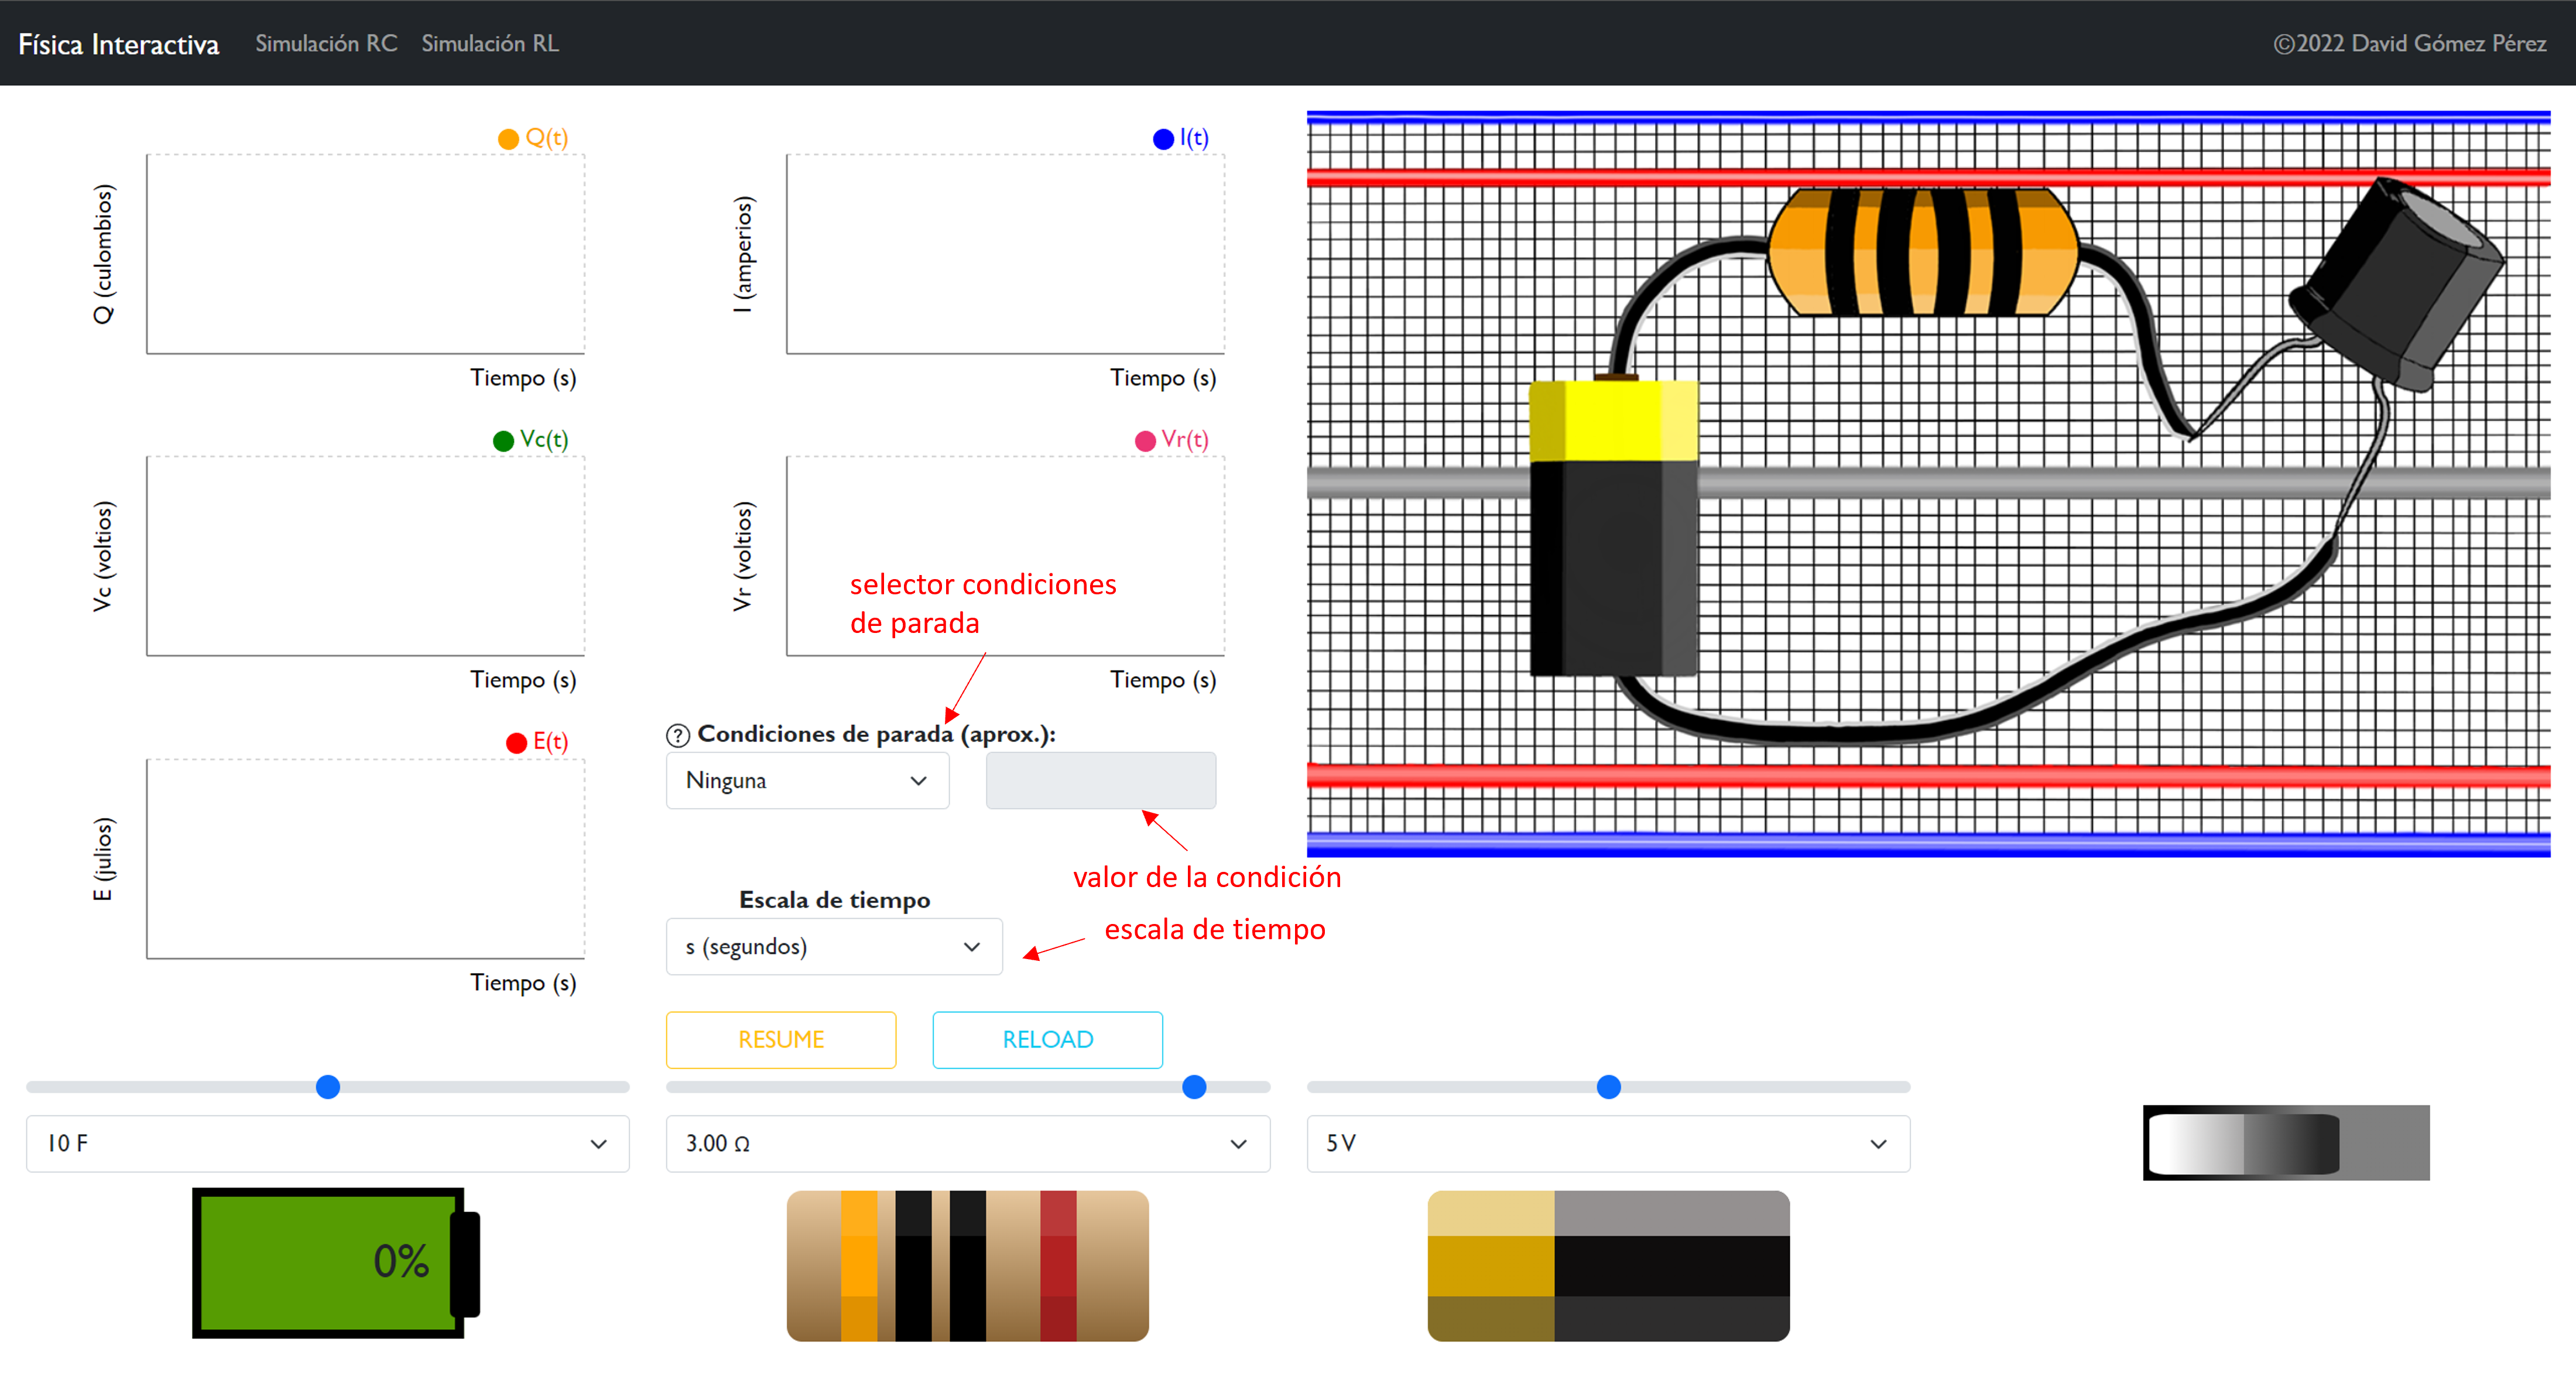 Física Interactiva Simulación RC Simulación RL ©2022 David Gómez Pérez
Q(t)
Q (culombios)
Tiempo (s)
I(t)
I (amperios)
Tiempo (s)
Vc(t)
Vc (voltios)
Tiempo (s)
Vr(t)
Vr (voltios)
selector condiciones
de parada
Tiempo (s)
E(t)
E (julios)
Tiempo (s)
? Condiciones de parada (aprox.):
Ninguna
valor de la condición
Escala de tiempo
escala de tiempo
s (segundos)
RESUME RELOAD
10 F
3.00 Ω
5 V
0%